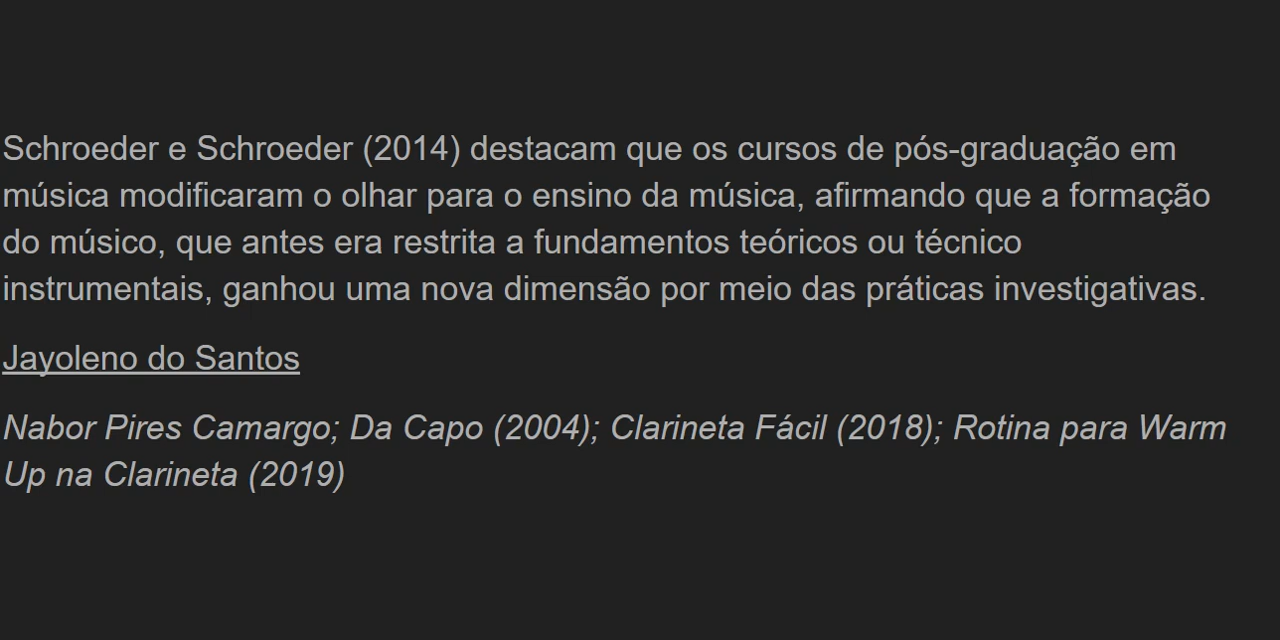 Schroeder e Schroeder (2014) destacam que os cursos de pós-graduação em
música modificaram o olhar para o ensino da música, afirmando que a formação
do músico, que antes era restrita a fundamentos teóricos ou técnico
instrumentais, ganhou uma nova dimensão por meio das práticas investigativas.
Jayoleno do Santos
Nabor Pires Camargo; Da Capo (2004); Clarineta Fácil (2018); Rotina para Warm
Up na Clarineta (2019)